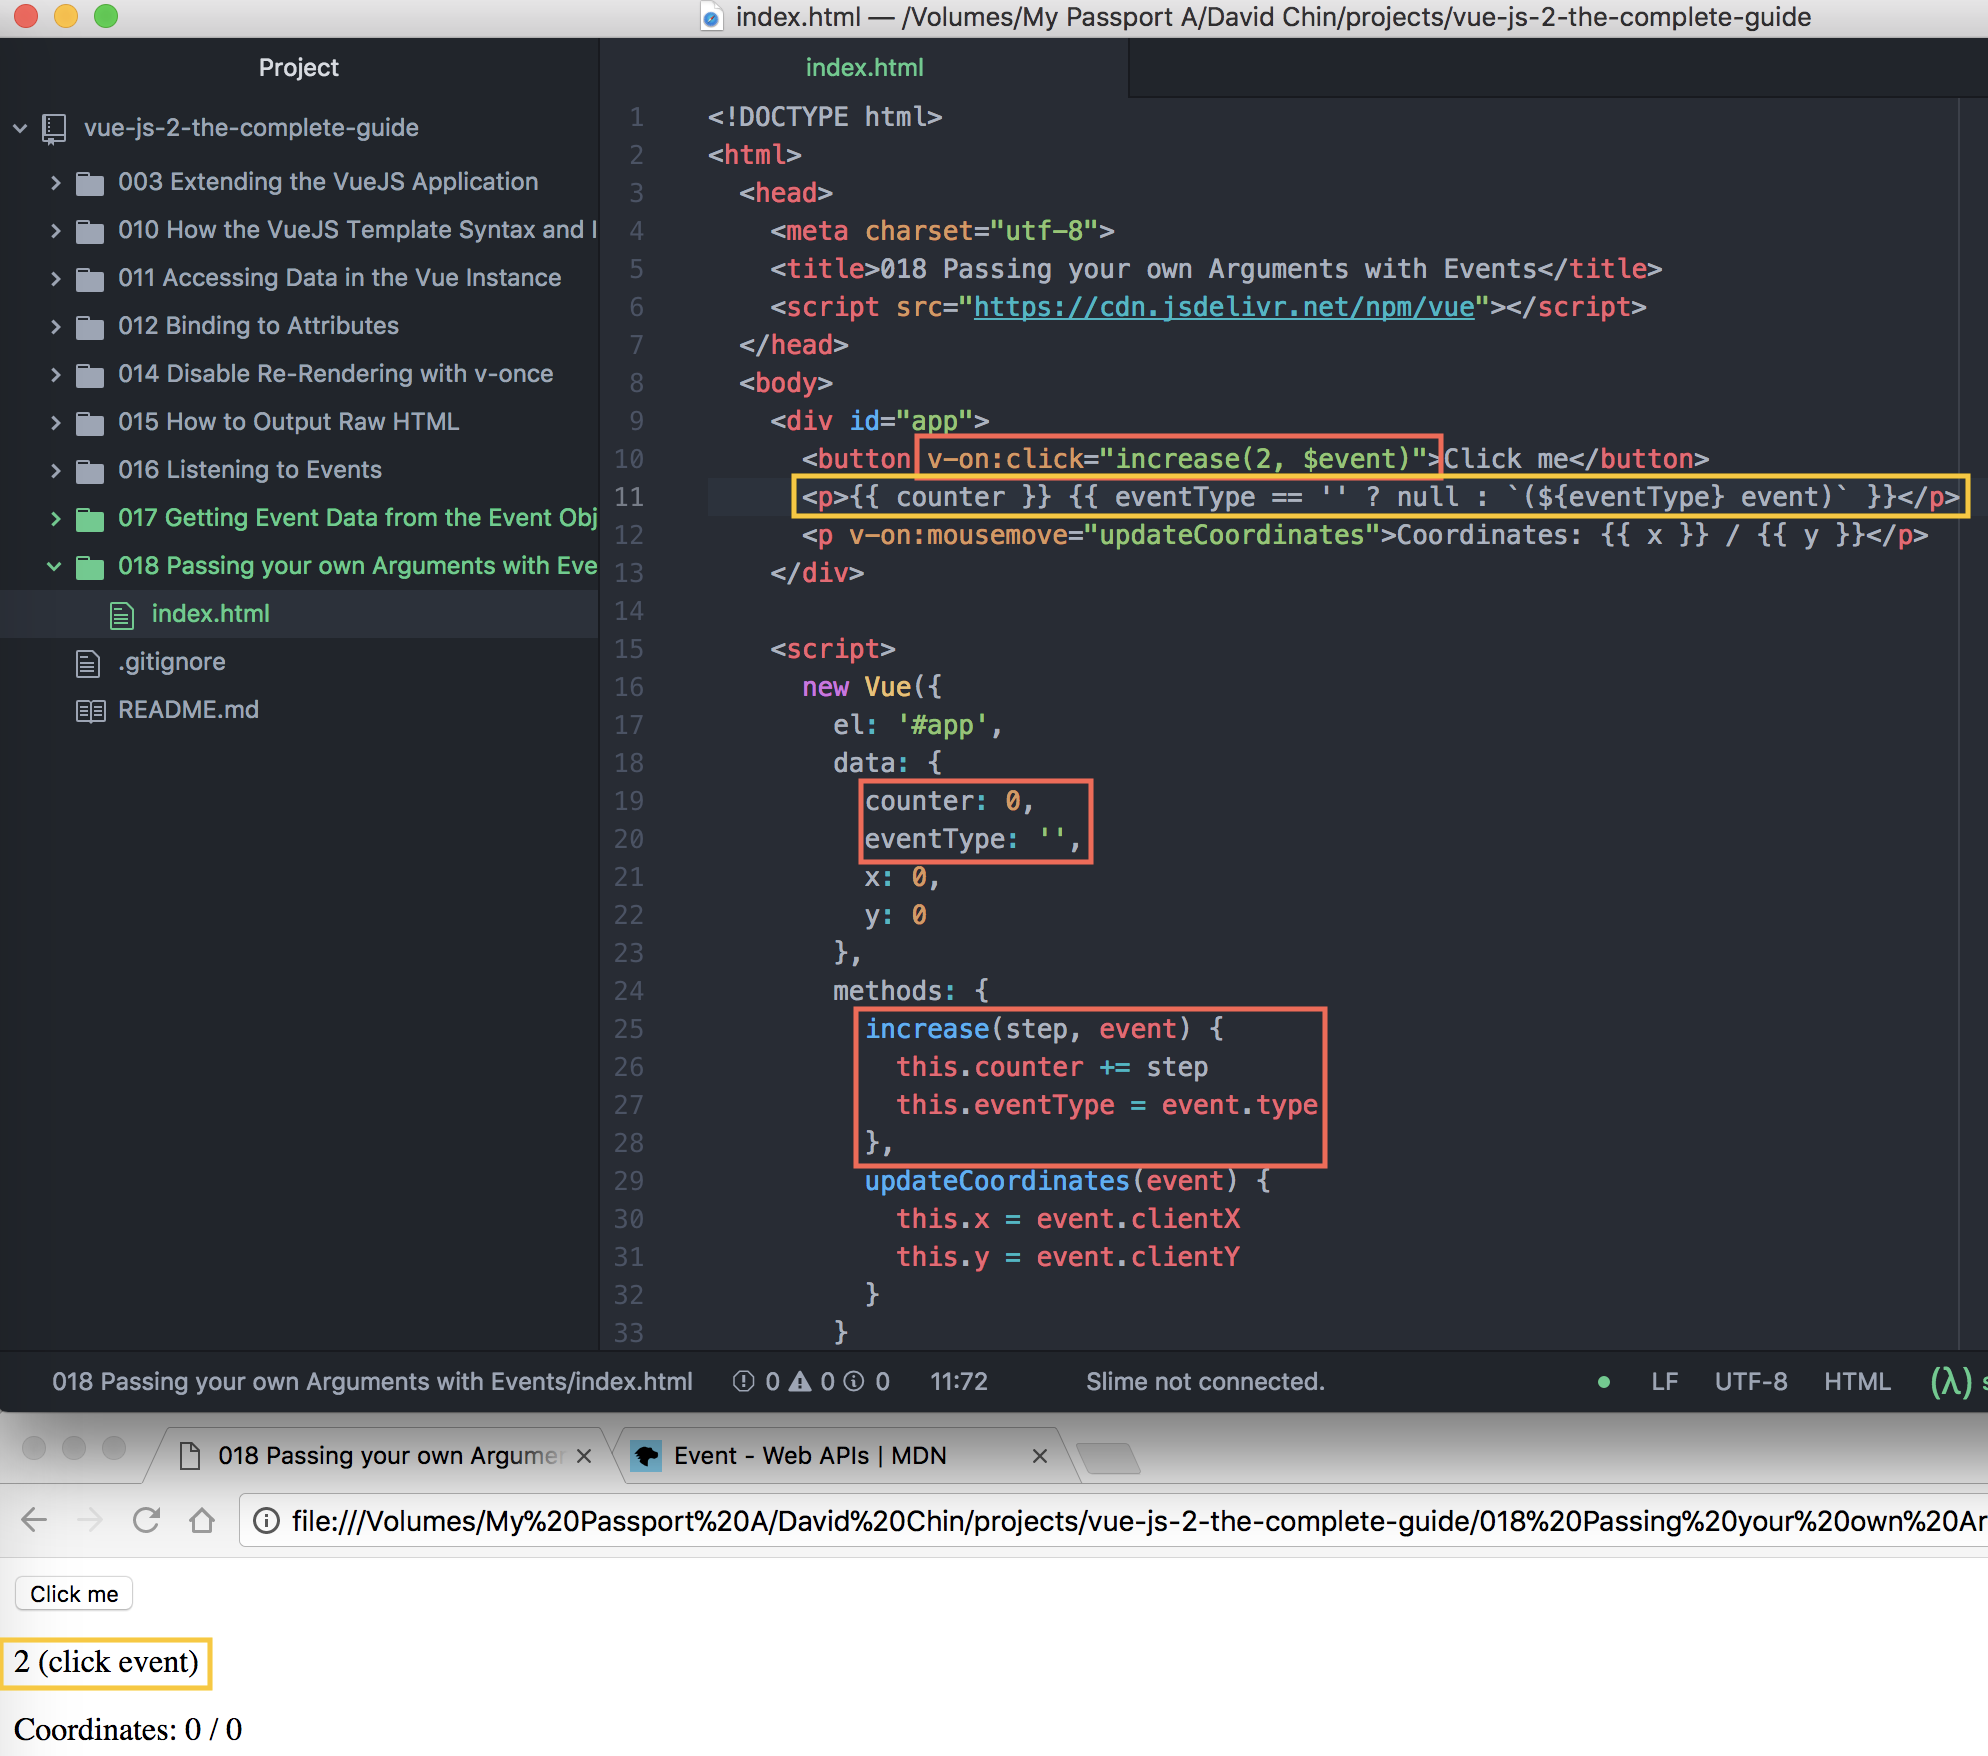 index.html — /Volumes/My Passport A/David Chin/projects/vue-js-2-the-complete-guide
Project
vue-js-2-the-complete-guide
003 Extending the VueJS Application
010 How the VueJS Template Syntax and I
011 Accessing Data in the Vue Instance
012 Binding to Attributes
014 Disable Re-Rendering with v-once
015 How to Output Raw HTML
016 Listening to Events
017 Getting Event Data from the Event Obj
018 Passing your own Arguments with Eve
index.html
.gitignore
README.md
index.html
1 <!DOCTYPE html>
2 <html>
3 <head>
4 <meta charset="utf-8">
5 <title>018 Passing your own Arguments with Events</title>
6 <script src="https://cdn.jsdelivr.net/npm/vue"></script>
7 </head>
8 <body>
9 <div id="app">
10 <button v-on:click="increase(2, $event)">Click me</button>
11 <p>{{ counter }} {{ eventType == '' ? null : `(${eventType} event)` }}</p>
12 <p v-on:mousemove="updateCoordinates">Coordinates: {{ x }} / {{ y }}</p>
13 </div>
14
15 <script>
16 new Vue({
17 el: '#app',
18 data: {
19 counter: 0,
20 eventType: '',
21 x: 0,
22 y: 0
23 },
24 methods: {
25 increase(step, event) {
26 this.counter += step
27 this.eventType = event.type
28 },
29 updateCoordinates(event) {
30 this.x = event.clientX
31 this.y = event.clientY
32 }
33 }
018 Passing your own Arguments with Events/index.html 0 0 0 11:72 Slime not connected. LF UTF-8 HTML (λ) s
018 Passing your own Argumen Event - Web APIs | MDN
file:///Volumes/My%20Passport%20A/David%20Chin/projects/vue-js-2-the-complete-guide/018%20Passing%20your%20own%20Ar
Click me
2 (click event)
Coordinates: 0 / 0